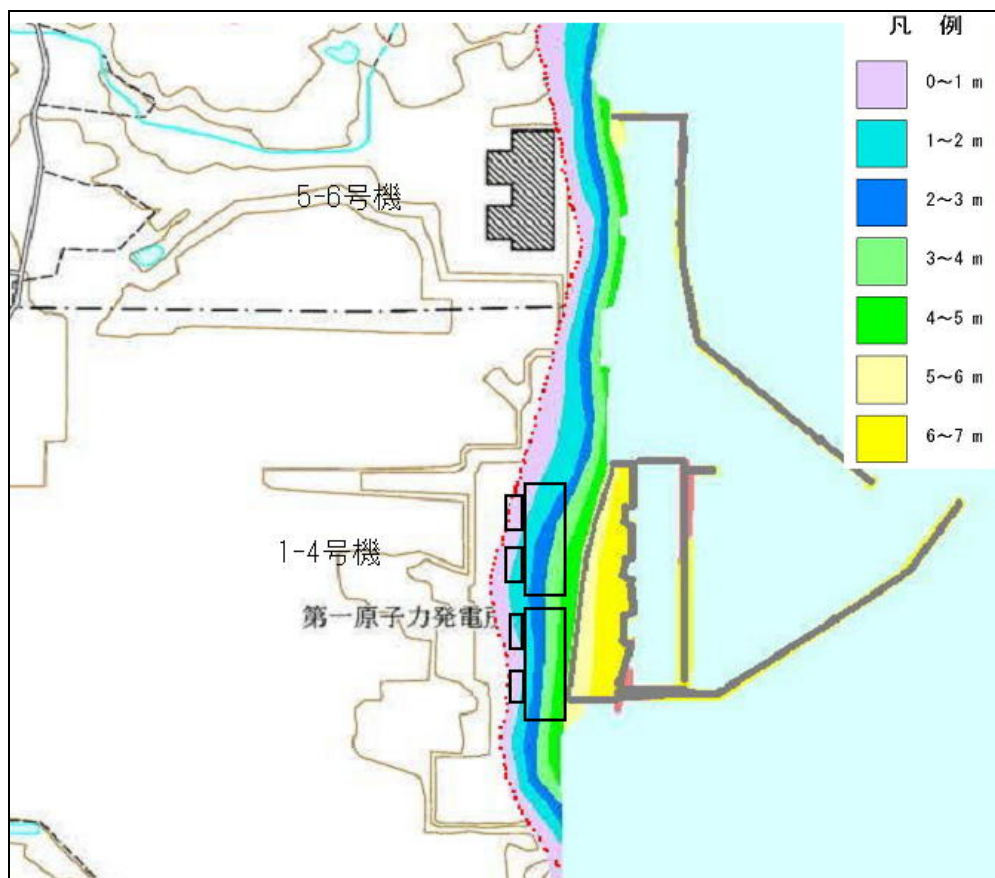 凡 例
0～1 m
1～2 m
2～3 m
3～4 m
4～5 m
5～6 m
6～7 m
5-6号機
1-4号機
第一原子力発電所